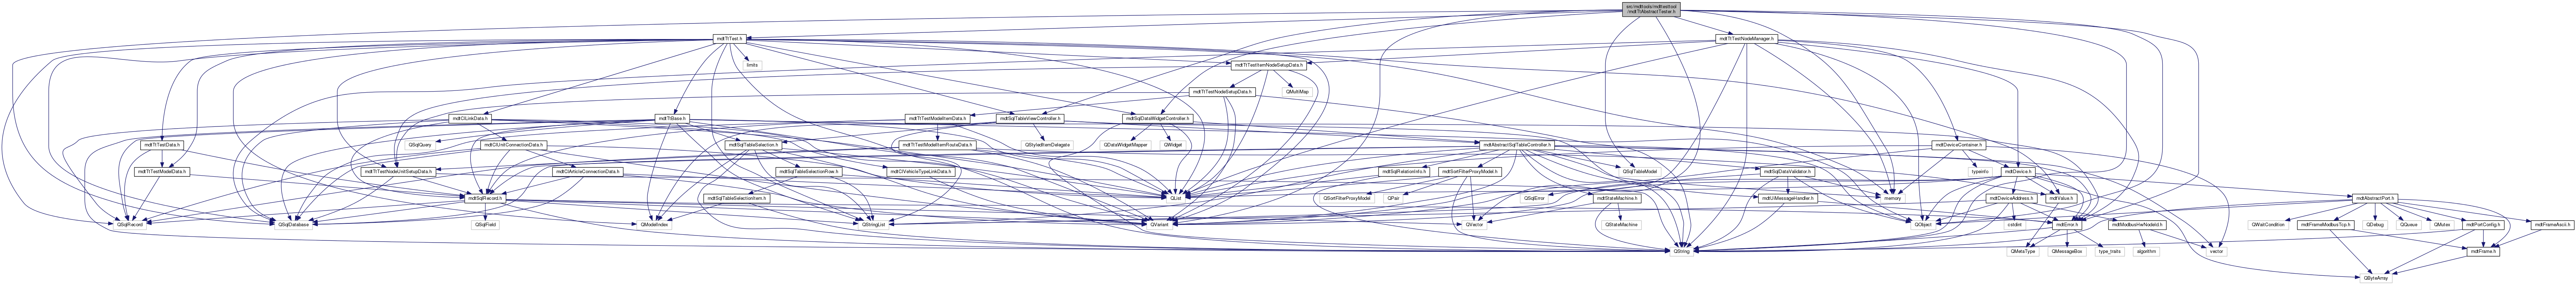 src/mdttools/mdttesttool
/mdtTtAbstractTester.h
mdtTtTest.h
mdtTtTestNodeManager.h
limits
mdtTtTestItemNodeSetupData.h
mdtTtTestNodeSetupData.h
QMultiMap
mdtClLinkData.h
mdtTtBase.h
mdtTtTestModelItemData.h
mdtSqlTableViewController.h
mdtSqlDataWidgetController.h
mdtTtTestData.h
QSqlQuery
mdtClUnitConnectionData.h
mdtSqlTableSelection.h
mdtTtTestModelItemRouteData.h
QStyledItemDelegate
QDataWidgetMapper
QWidget
mdtAbstractSqlTableController.h
mdtDeviceContainer.h
mdtTtTestModelData.h
mdtTtTestNodeUnitSetupData.h
mdtClArticleConnectionData.h
mdtSqlTableSelectionRow.h
mdtClVehicleTypeLinkData.h
mdtSqlRelationInfo.h
mdtSortFilterProxyModel.h
QSqlTableModel
mdtSqlDataValidator.h
typeinfo
mdtDevice.h
mdtSqlRecord.h
mdtSqlTableSelectionItem.h
QList
QSortFilterProxyModel
QPair
QSqlError
mdtStateMachine.h
mdtUiMessageHandler.h
memory
mdtValue.h
mdtDeviceAddress.h
mdtAbstractPort.h
QSqlRecord
QSqlDatabase
QSqlField
QModelIndex
QStringList
QVariant
QVector
QStateMachine
QObject
cstdint
mdtError.h
mdtModbusHwNodeId.h
QWaitCondition
mdtFrameModbusTcp.h
QDebug
QQueue
QMutex
mdtPortConfig.h
mdtFrameAscii.h
QString
QMetaType
QMessageBox
type_traits
algorithm
vector
mdtFrame.h
QByteArray